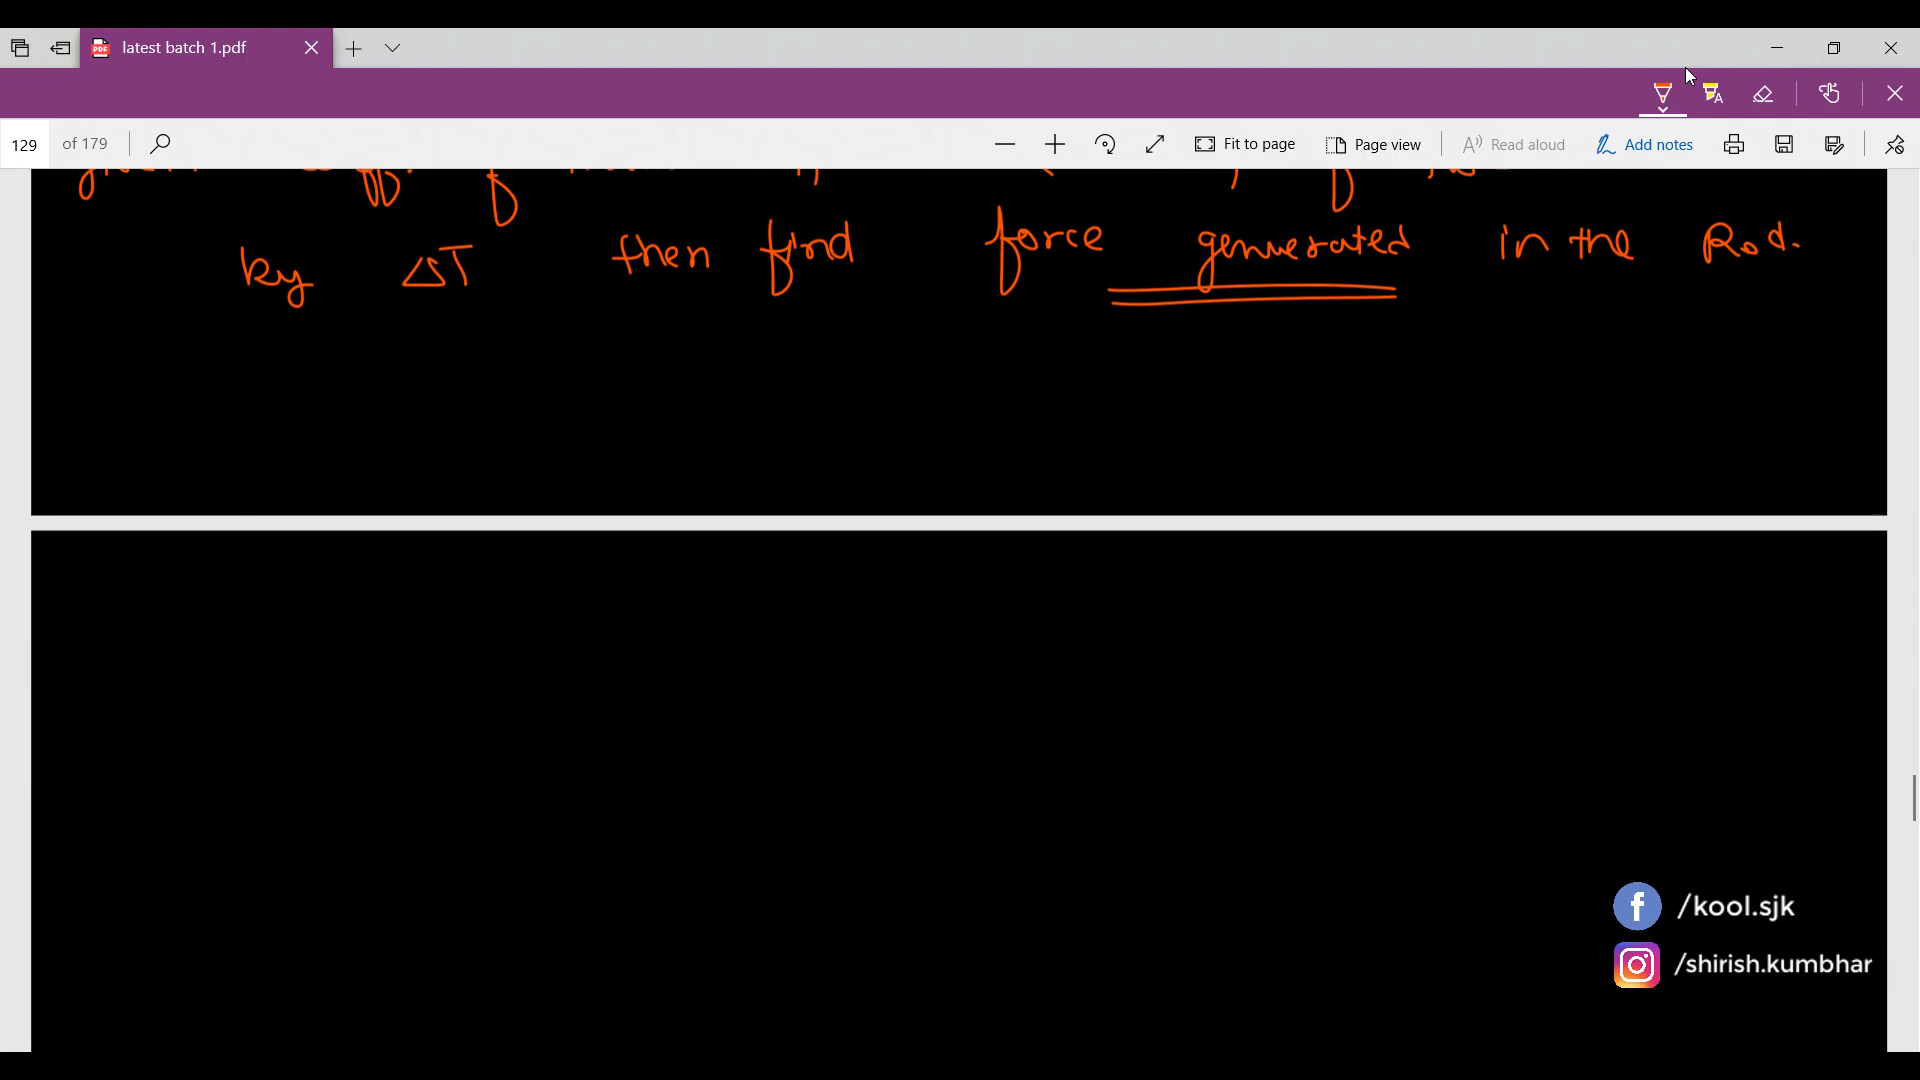 latest batch 1.pdf
129 of 179 Fit to page Page view Read aloud Add notes
by ΔT then find force genuerated in the Rod.
/kool.sjk
/shirish.kumbhar